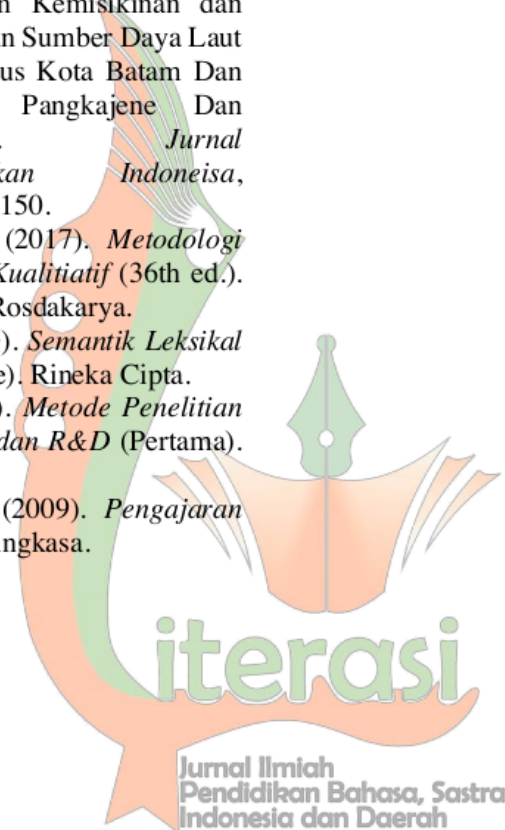 Kemisikinan dan
an Sumber Daya Laut
us Kota Batam Dan
Pangkajene Dan
. Jurnal
kan Indoneisa,
150.
(2017). Metodologi
Kualitiatif (36th ed.).
Rosdakarya.
). Semantik Leksikal
e). Rineka Cipta.
). Metode Penelitian
dan R&D (Pertama).
(2009). Pengajaran
ngkasa.
iterasi
Jurnal Ilmiah
Pendidikan Bahasa, Sastra
Indonesia dan Daerah